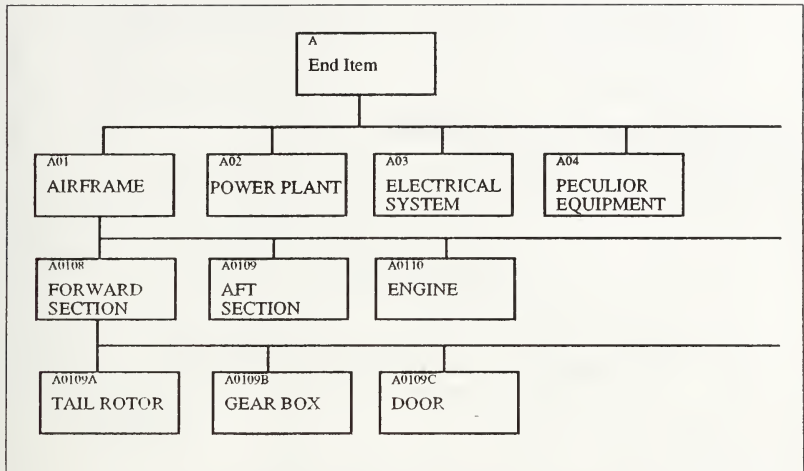 A
End Item
A01
AIRFRAME
A02
POWER PLANT
A03
ELECTRICAL
SYSTEM
A04
PECULIOR
EQUIPMENT
A0108
FORWARD
SECTION
A0109
AFT
SECTION
A0110
ENGINE
A0109A
TAIL ROTOR
A0109B
GEAR BOX
A0109C
DOOR